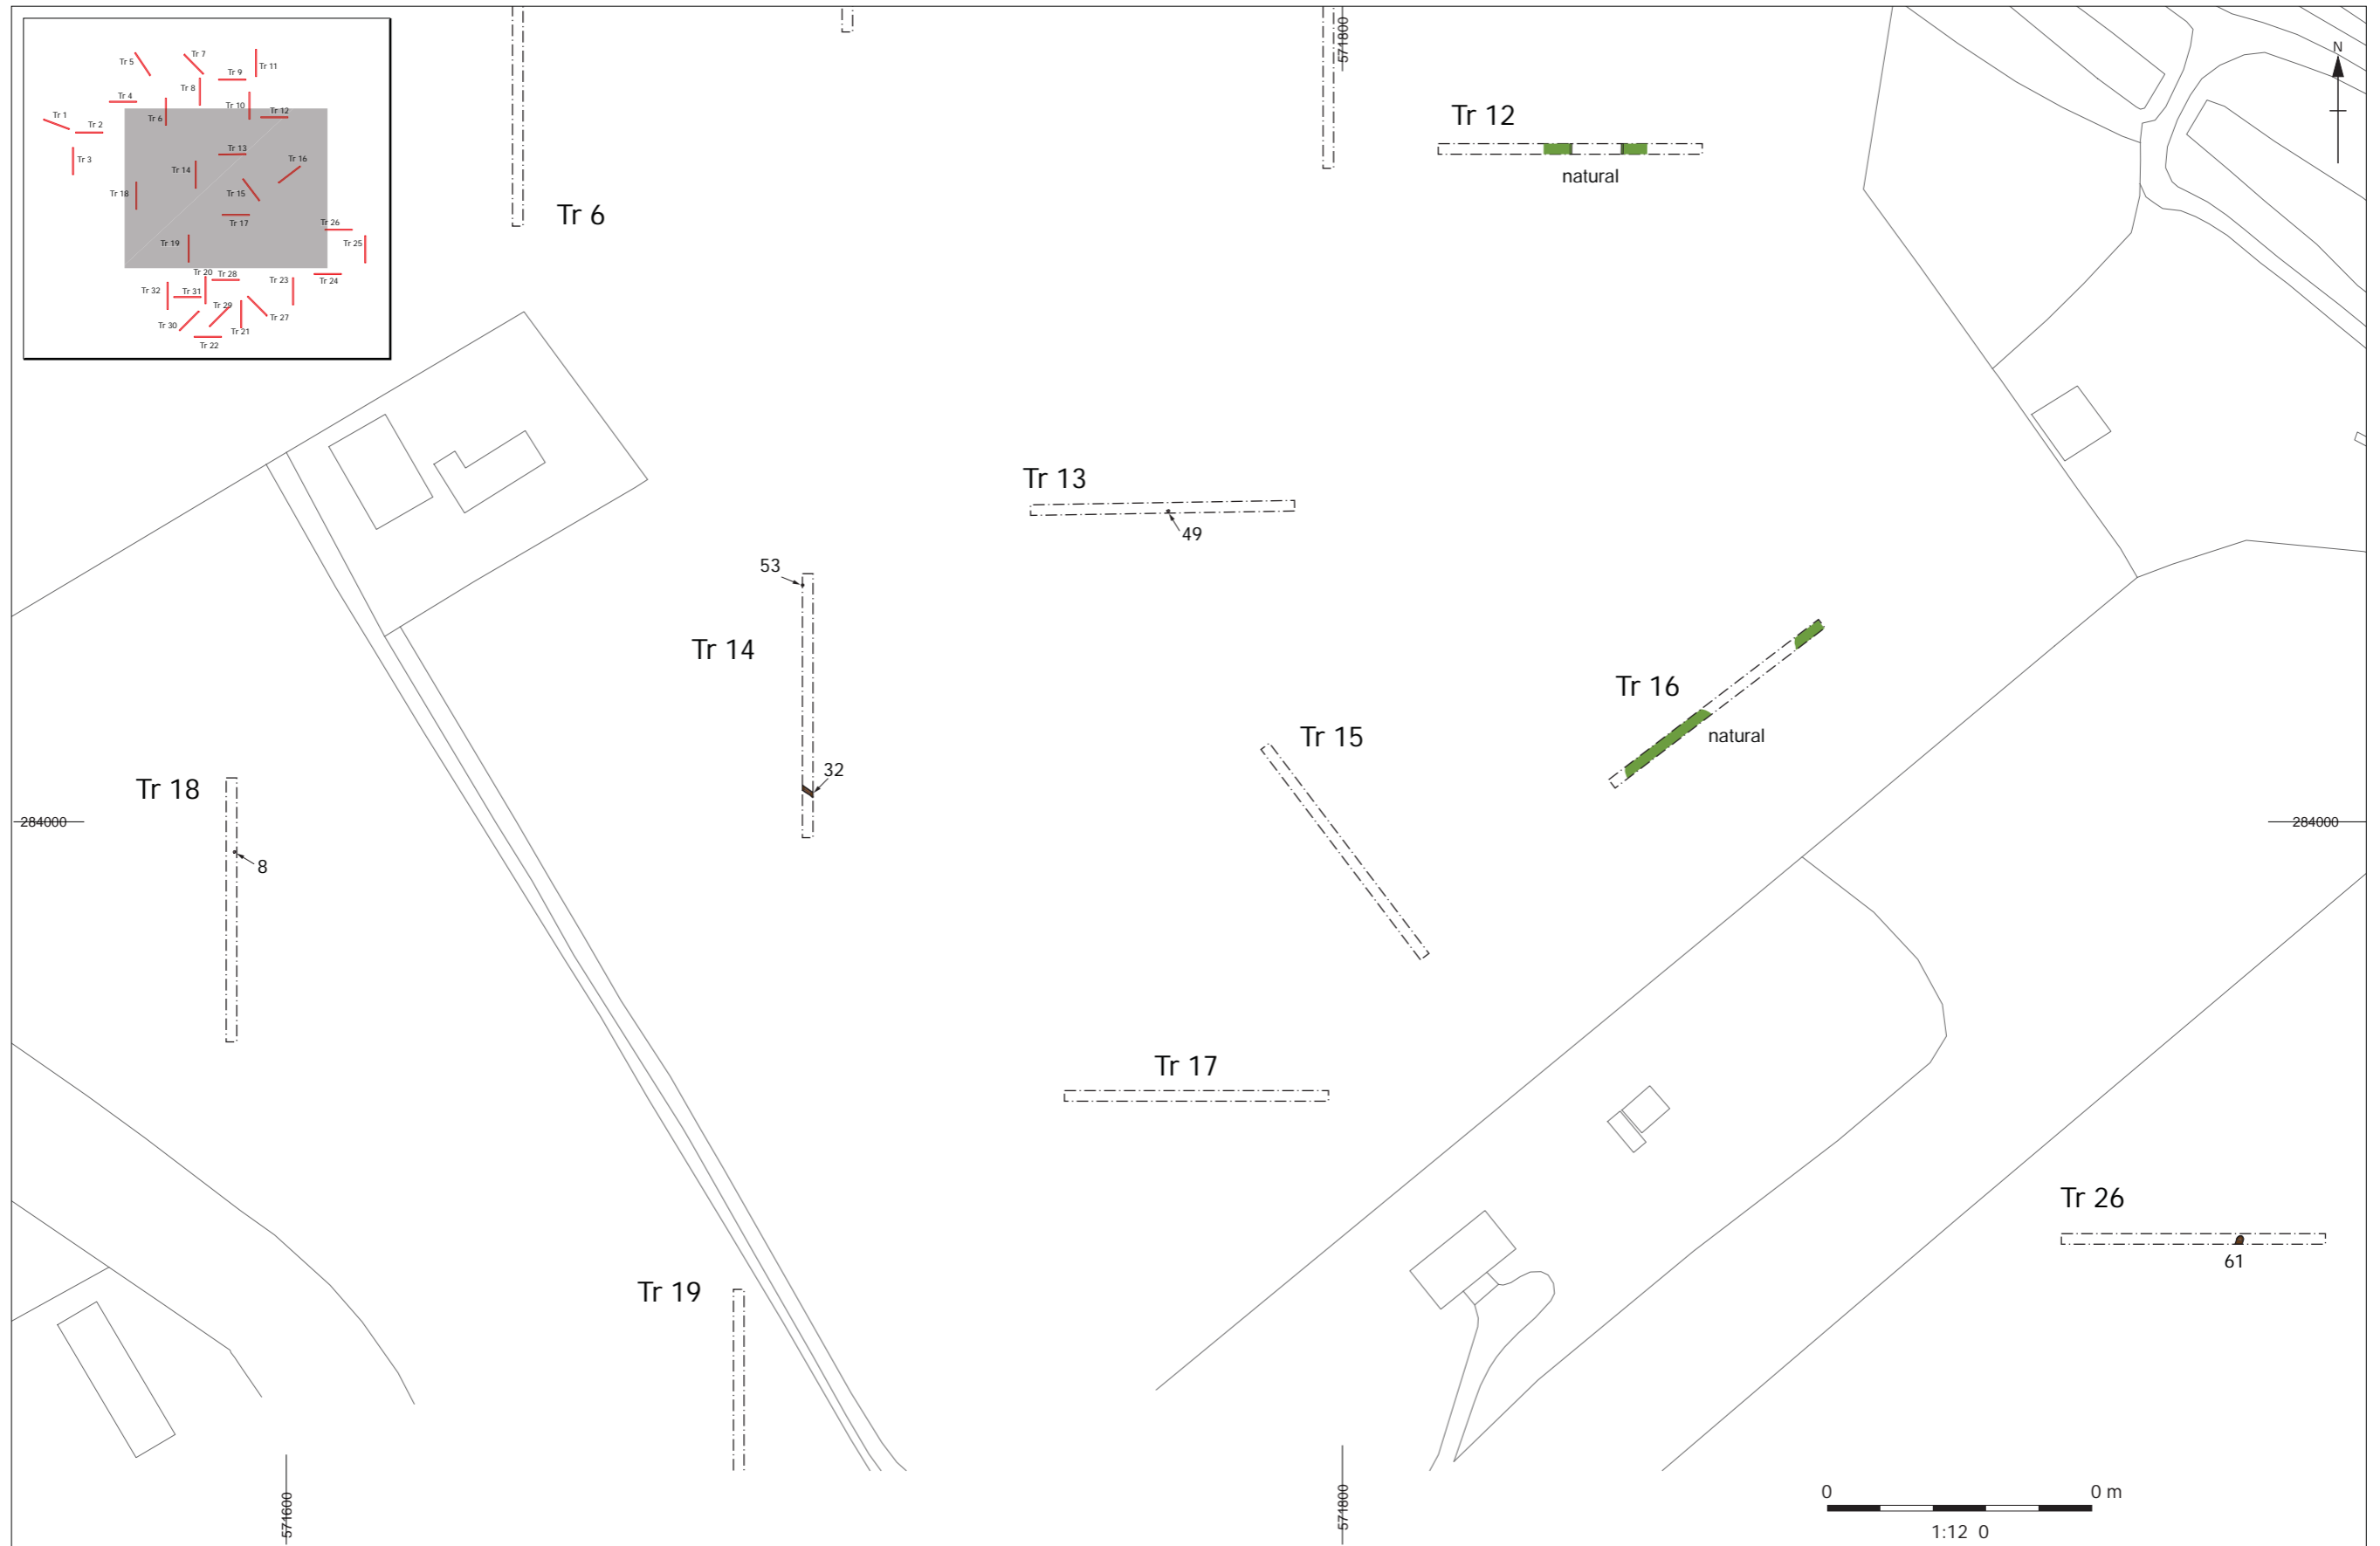 Tr 5
Tr 7
Tr 11
Tr 9
Tr 8
Tr 4
Tr 10
Tr 12
Tr 6
Tr 1
Tr 2
Tr 13
Tr 3
Tr 14
Tr 16
Tr 18
Tr 15
Tr 17
Tr 26
Tr 19
Tr 25
Tr 20
Tr 28
Tr 23
Tr 24
Tr 32
Tr 31
Tr 29
Tr 30
Tr 27
Tr 21
Tr 22
571800
N
Tr 12
natural
Tr 6
Tr 13
49
53
Tr 14
Tr 16
natural
Tr 15
32
Tr 18
284000
284000
8
Tr 17
Tr 26
61
Tr 19
571600
571800
0
0 m
1:12 0